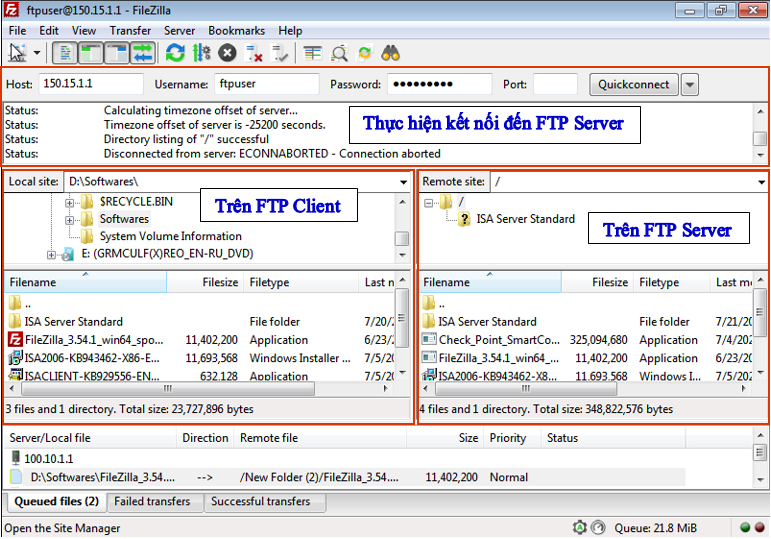 ftpuser@150.15.1.1 - FileZilla
File Edit View Transfer Server Bookmarks Help
Host: 150.15.1.1 Username: ftpuser Password: ●●●●●●●●● Port: Quickconnect
Status: Calculating timezone offset of server...
Status: Timezone offset of server is -25200 seconds.
Status: Directory listing of "/" successful
Status: Disconnected from server: ECONNABORTED - Connection aborted
Thực hiện kết nối đến FTP Server
Local site: D:\Softwares\
$RECYCLE.BIN
Softwares
System Volume Information
E: (GRMCULF(X)REO_EN-RU_DVD)
Trên FTP Client
Filename Filesize Filetype Last m
..
ISA Server Standard File folder 7/20/
FileZilla_3.54.1_win64_spo... 11,402,200 Application 6/23/
ISA2006-KB943462-X86-E... 11,693,568 Windows Installer ... 7/5/20
ISACLIENT-KB929556-EN... 632,128 Application 7/5/20
3 files and 1 directory. Total size: 23,727,896 bytes
Remote site: /
/
ISA Server Standard
Trên FTP Server
Filename Filesize Filetype Last mo
..
ISA Server Standard File folder 7/21/20
Check_Point_SmartCo... 325,094,680 Application 7/4/202
FileZilla_3.54.1_win64_... 11,402,200 Application 6/23/20
ISA2006-KB943462-X8... 11,693,568 Windows I... 7/5/202
4 files and 1 directory. Total size: 348,822,576 bytes
Server/Local file Direction Remote file Size Priority Status
100.10.1.1
D:\Softwares\FileZilla_3.54.... --> /New Folder (2)/FileZilla_3.54.... 11,402,200 Normal
Queued files (2) Failed transfers Successful transfers
Open the Site Manager Queue: 21.8 MiB